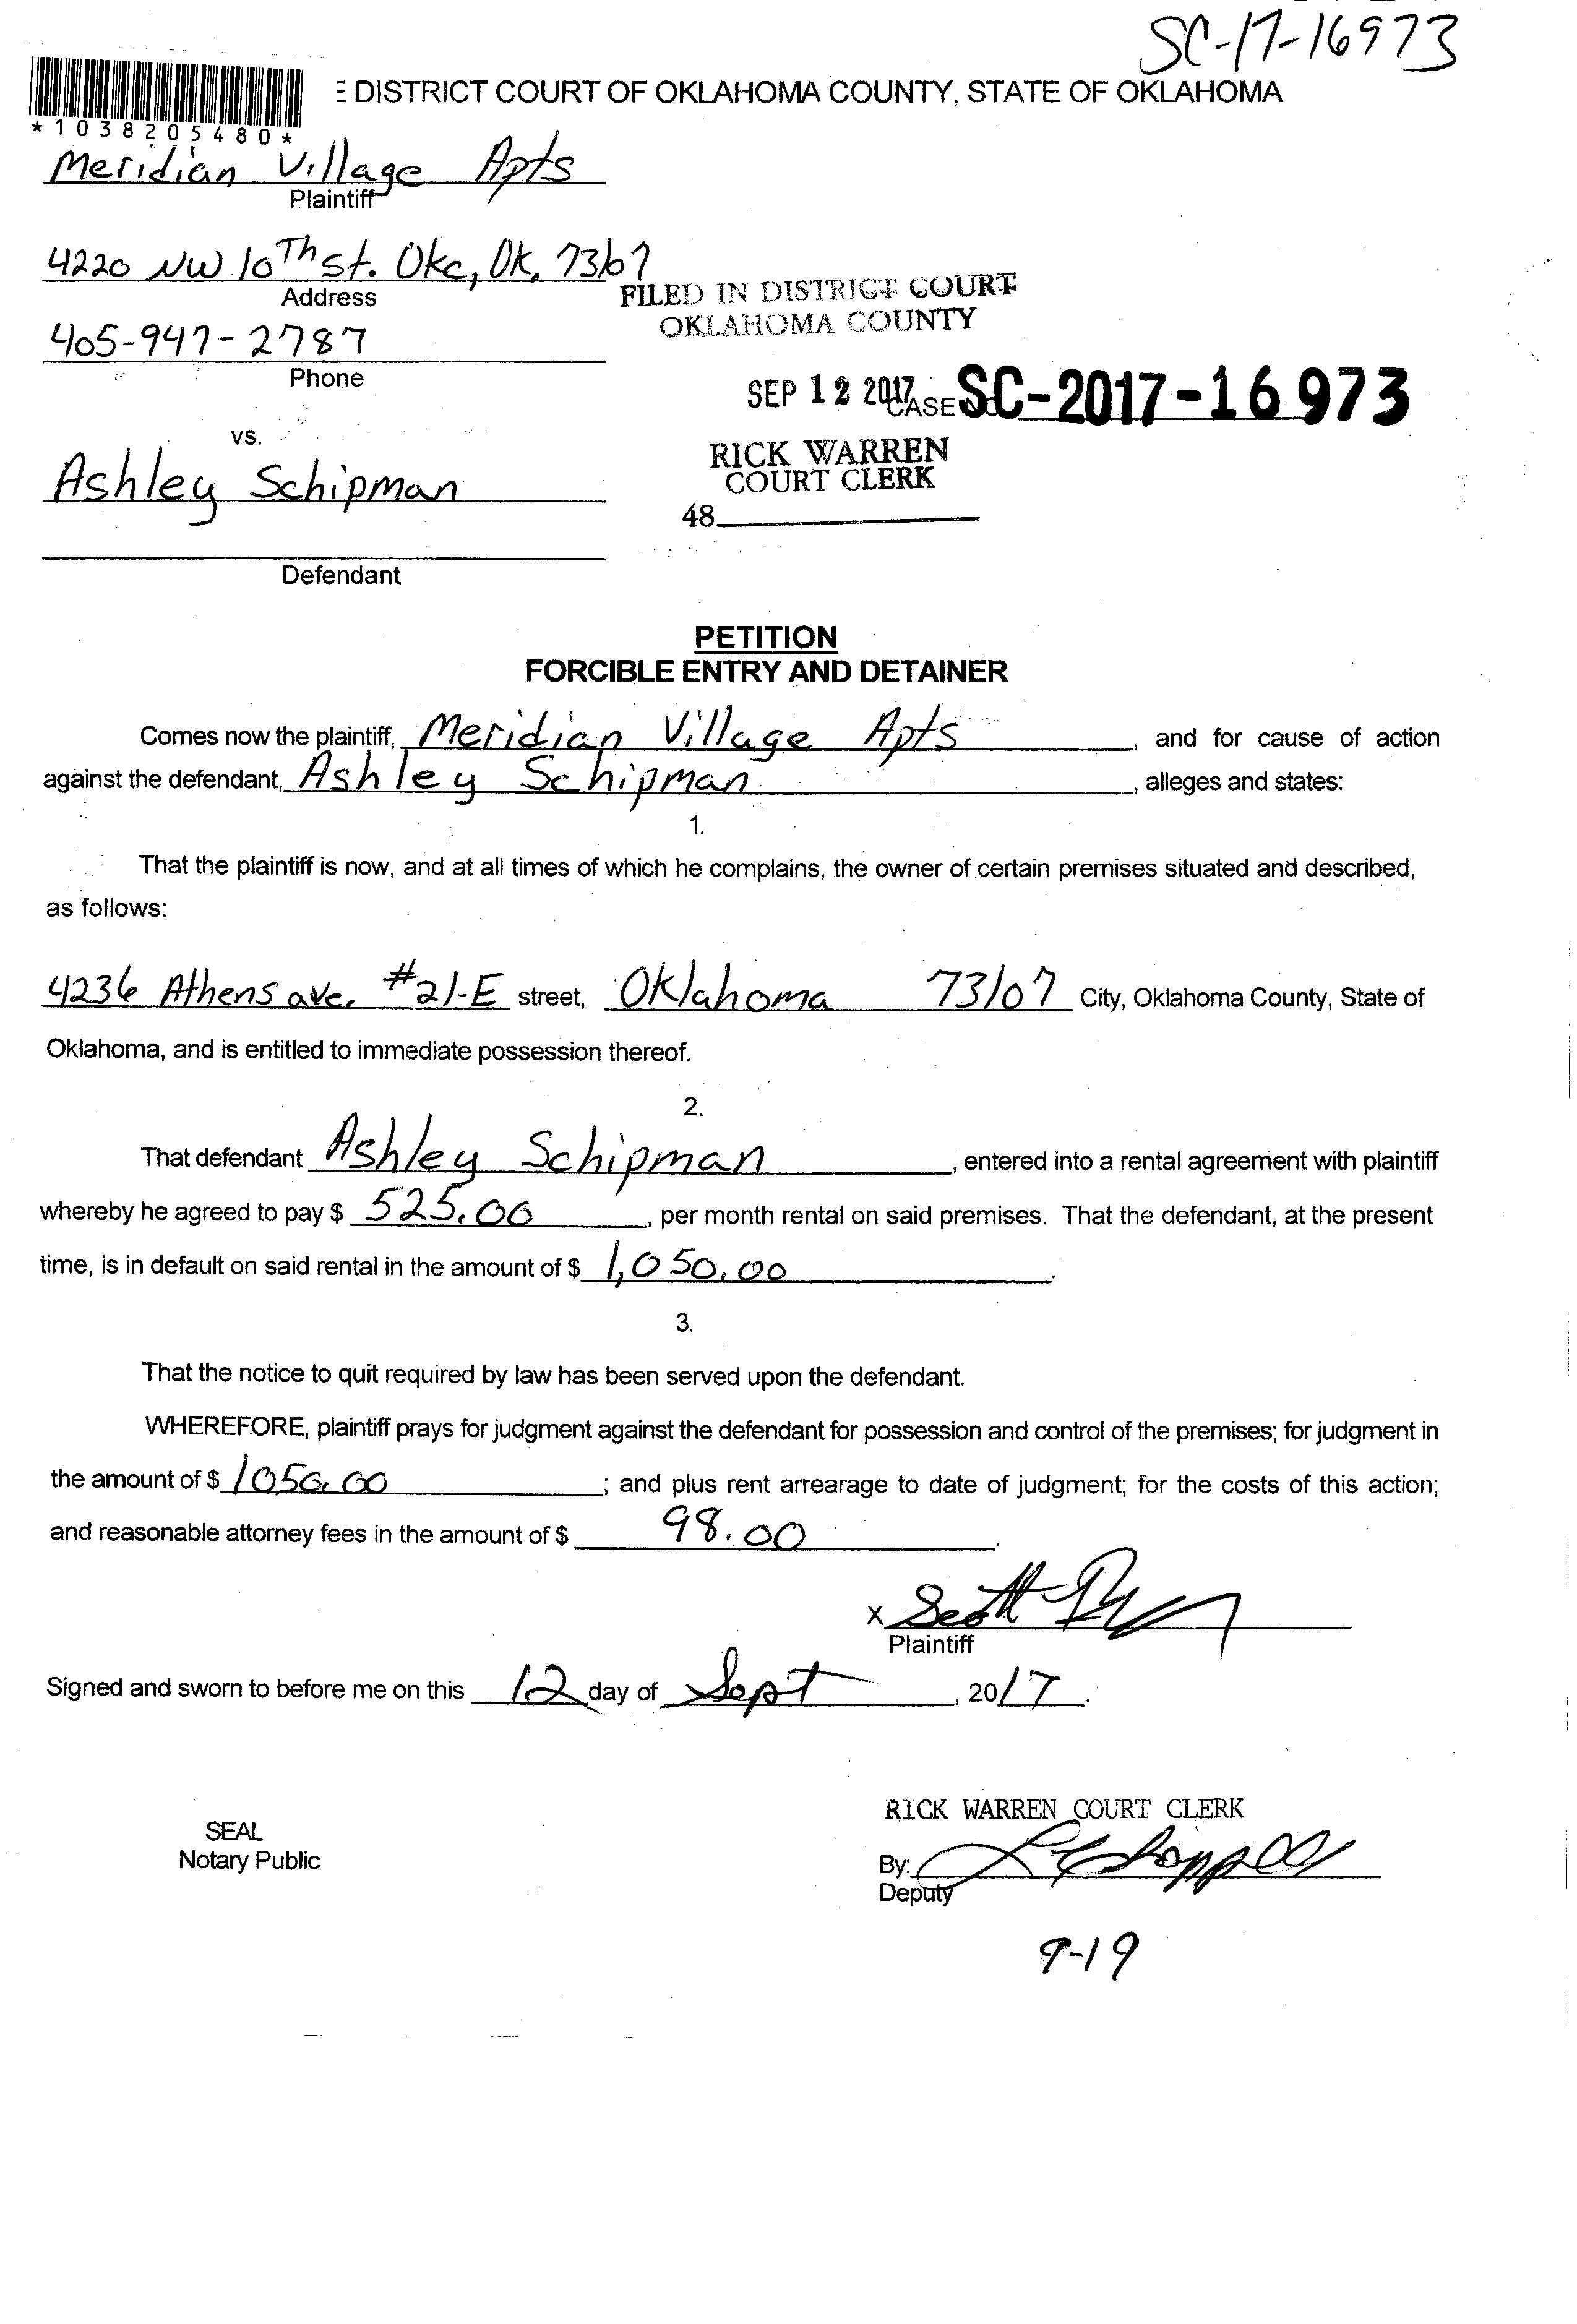 SC-17-16973
E DISTRICT COURT OF OKLAHOMA COUNTY, STATE OF OKLAHOMA
*1038205480*
Meridian Village Apts
Plaintiff
4220 NW 10Th st. Okc, Ok, 73107
Address
FILED IN DISTRICT COURT
OKLAHOMA COUNTY
405-947-2787
Phone
SEP 12 2017 CASE NO SC-2017-16973
vs.
RICK WARREN
COURT CLERK
Ashley Schipman
48
Defendant
PETITION
FORCIBLE ENTRY AND DETAINER
Comes now the plaintiff, Meridian Village Apts, and for cause of action
against the defendant, Ashley Schipman, alleges and states:
1.
That the plaintiff is now, and at all times of which he complains, the owner of certain premises situated and described,
as follows:
4236 Athens ave. #21-E street, Oklahoma 73107 City, Oklahoma County, State of
Oklahoma, and is entitled to immediate possession thereof.
2.
That defendant Ashley Schipman, entered into a rental agreement with plaintiff
whereby he agreed to pay $ 525.00, per month rental on said premises. That the defendant, at the present
time, is in default on said rental in the amount of $ 1,050.00.
3.
That the notice to quit required by law has been served upon the defendant.
WHEREFORE, plaintiff prays for judgment against the defendant for possession and control of the premises; for judgment in
the amount of $ 1050.00; and plus rent arrearage to date of judgment; for the costs of this action;
and reasonable attorney fees in the amount of $ 98.00.
X Scott
Plaintiff
Signed and sworn to before me on this 12 day of Sept, 2017.
RICK WARREN COURT CLERK
SEAL
Notary Public
By:
Deputy
9-19